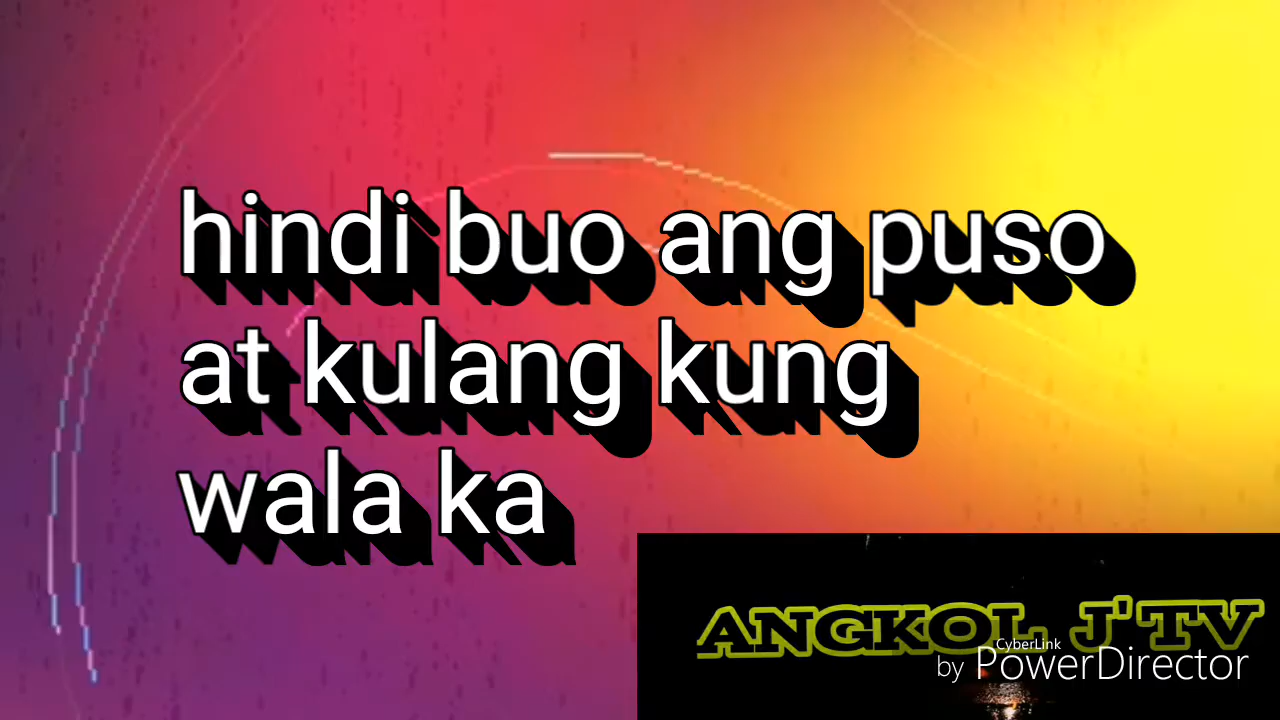 hindi buo ang puso
at kulang kung
wala ka
ANGKOL J'TV
CyberLink
by PowerDirector